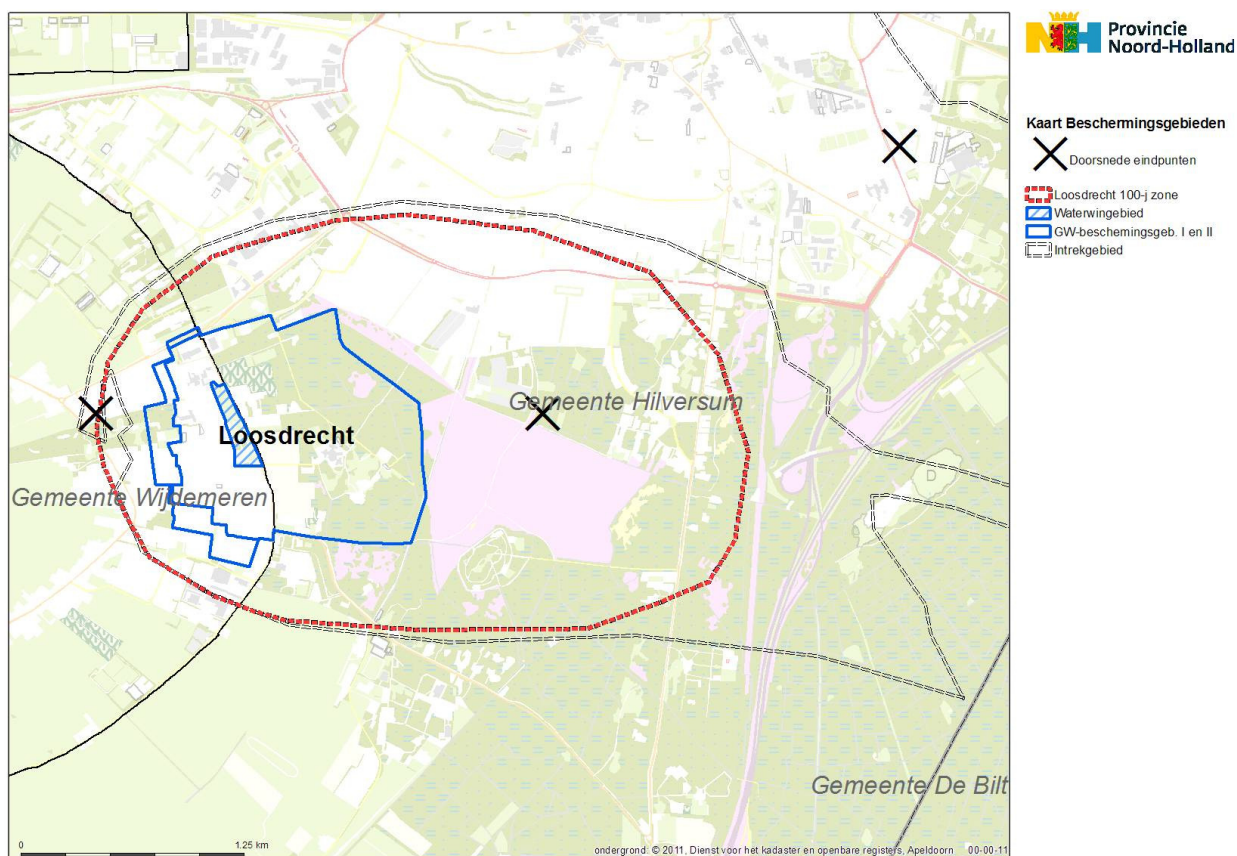 NH Provincie
Noord-Holland
Kaart Beschermingsgebieden
Doorsnede eindpunten
Loosdrecht 100-j zone
Waterwingebied
GW-beschemingsgeb. I en II
Intrekgebied
Gemeente Hilversum
Loosdrecht
Gemeente Wijdemeren
D
Gemeente De Bilt
0 1.25 km
ondergrond: © 2011, Dienst voor het kadaster en openbare registers, Apeldoorn 00-00-11